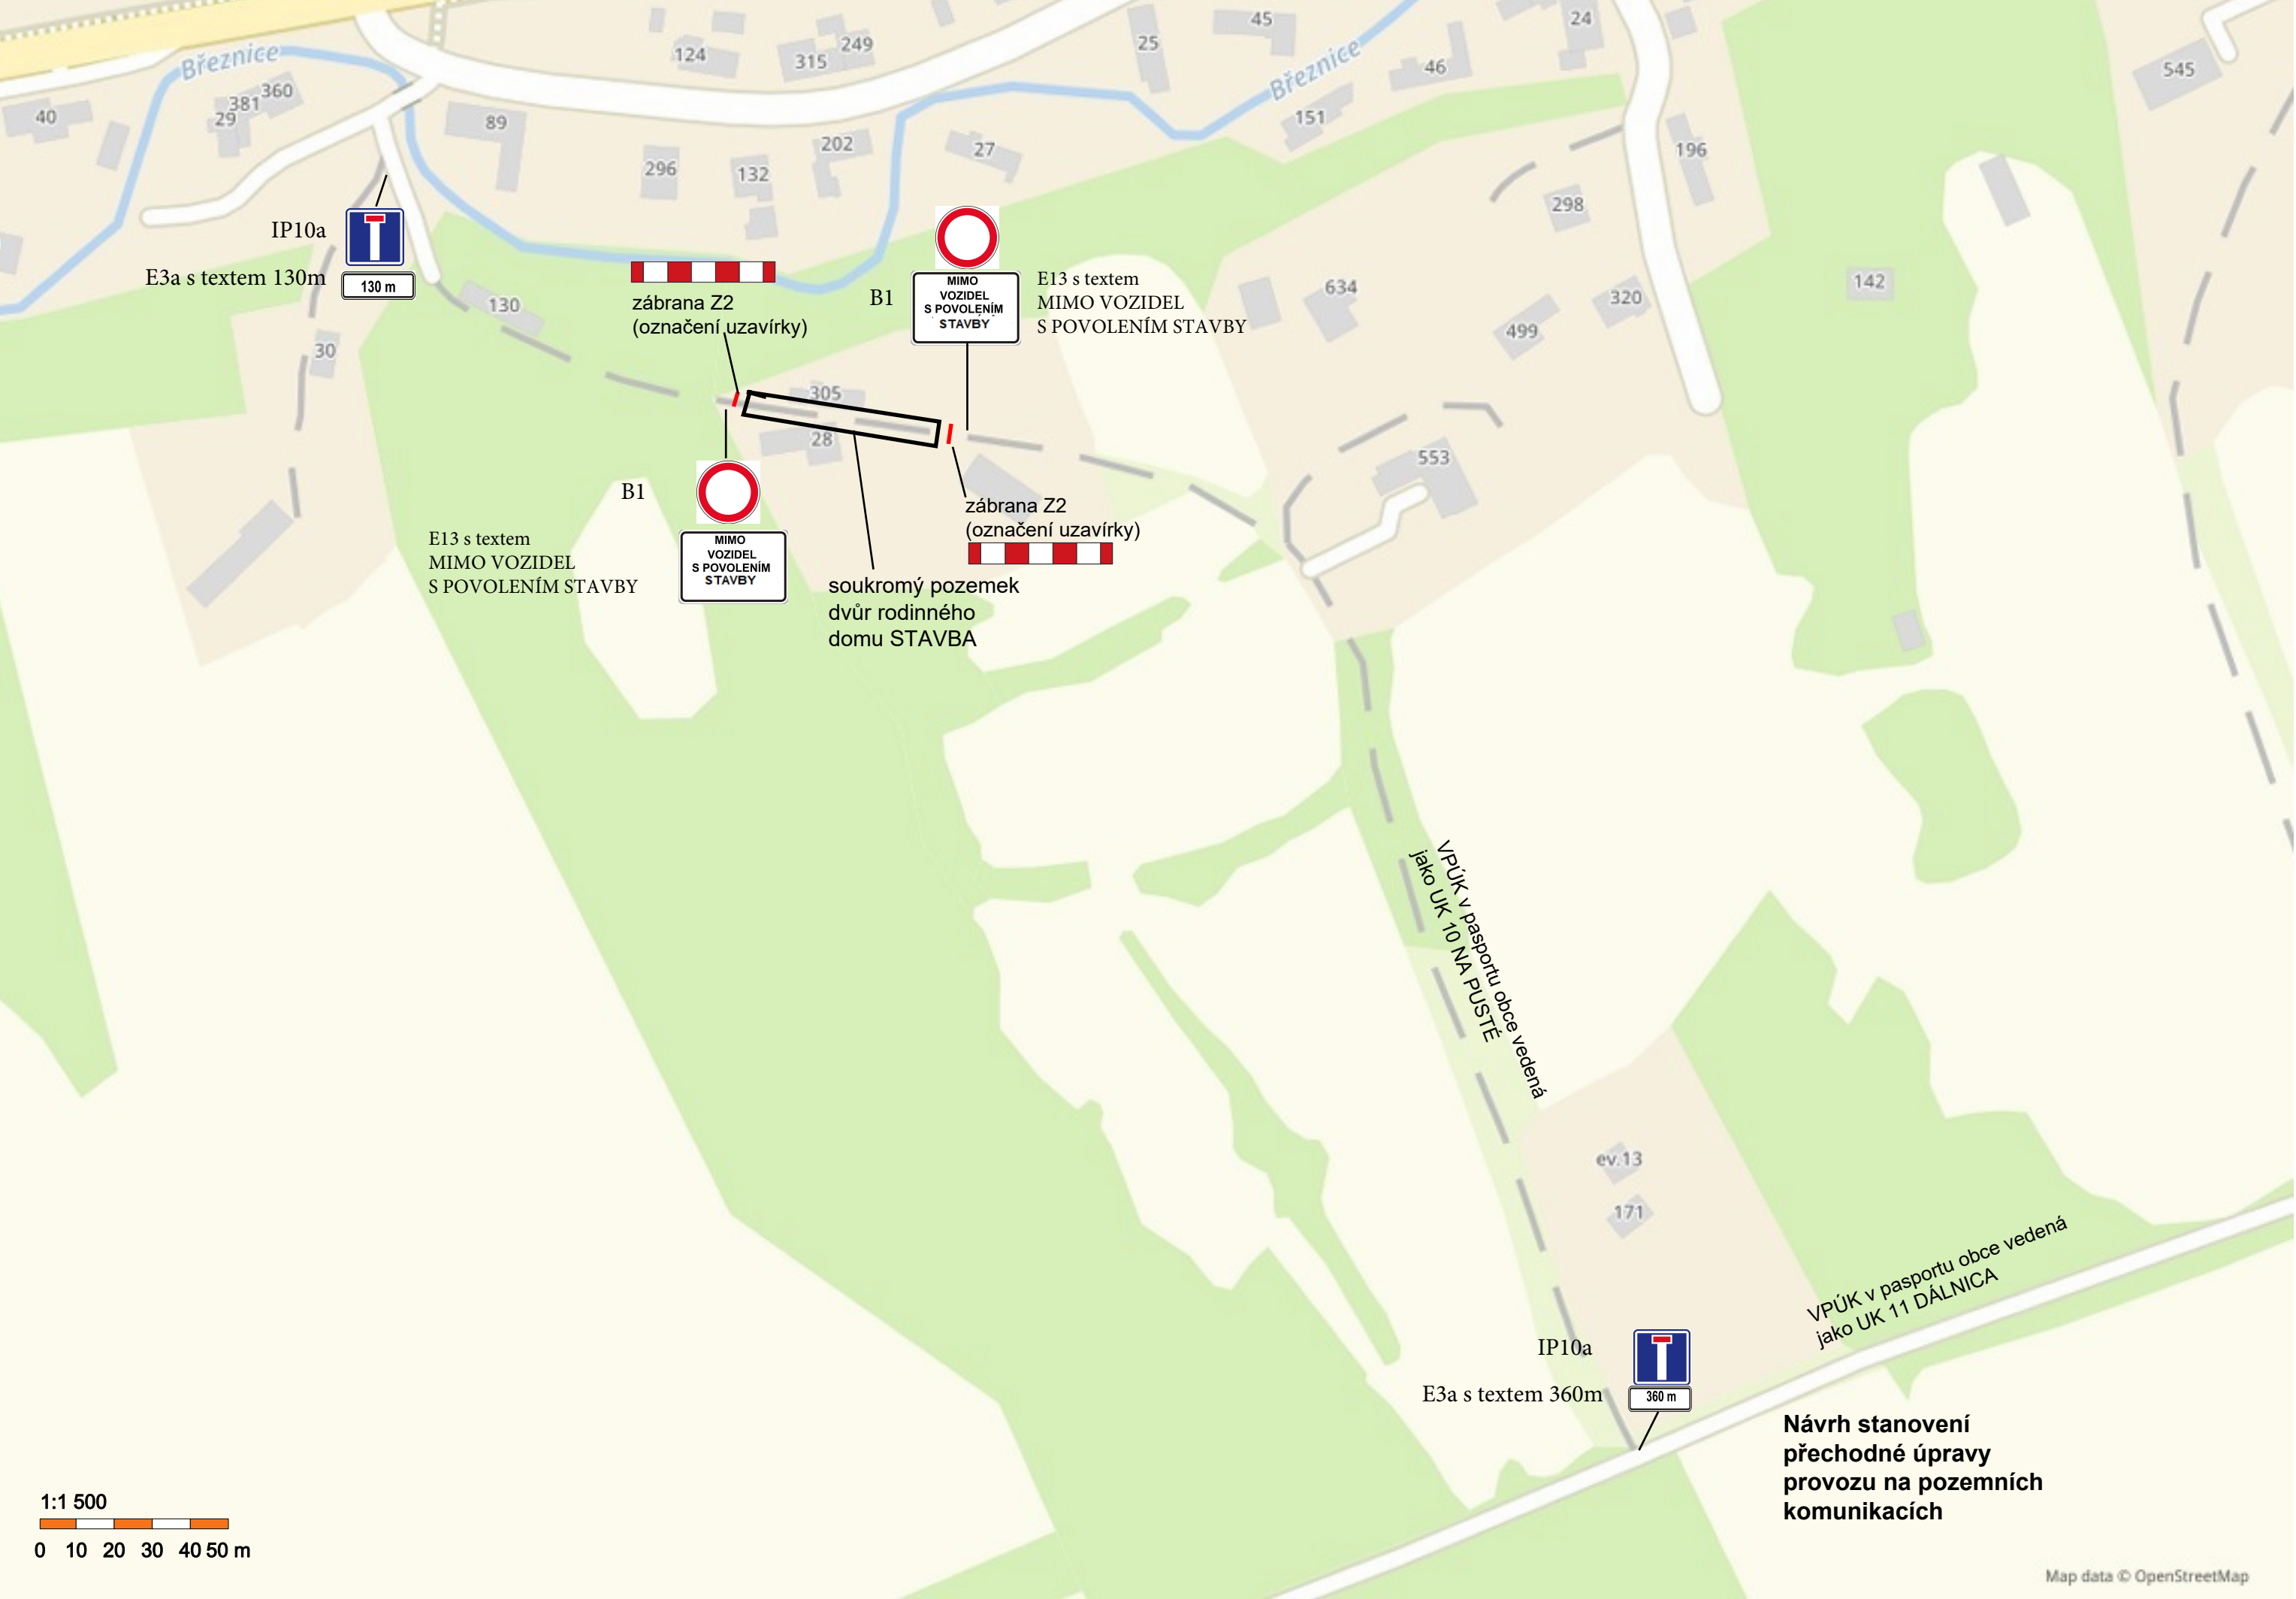 Březnice
40
29
381
360
124
315
249
25
45
46
24
545
Březnice
89
296
132
202
27
151
196
298
IP10a
E3a s textem 130m
130 m
130
30
zábrana Z2
(označení uzavírky)
B1
MIMO
VOZIDEL
S POVOLENÍM
STAVBY
E13 s textem
MIMO VOZIDEL
S POVOLENÍM STAVBY
634
499
320
142
305
28
553
B1
E13 s textem
MIMO VOZIDEL
S POVOLENÍM STAVBY
MIMO
VOZIDEL
S POVOLENÍM
STAVBY
zábrana Z2
(označení uzavírky)
soukromý pozemek
dvůr rodinného
domu STAVBA
VPÚK v pasportu obce vedená
jako UK 10 NA PUSTÉ
ev.13
171
VPÚK v pasportu obce vedená
jako UK 11 DÁLNICA
IP10a
E3a s textem 360m
360 m
Návrh stanovení
přechodné úpravy
provozu na pozemních
komunikacích
1:1 500
0 10 20 30 40 50 m
Map data © OpenStreetMap